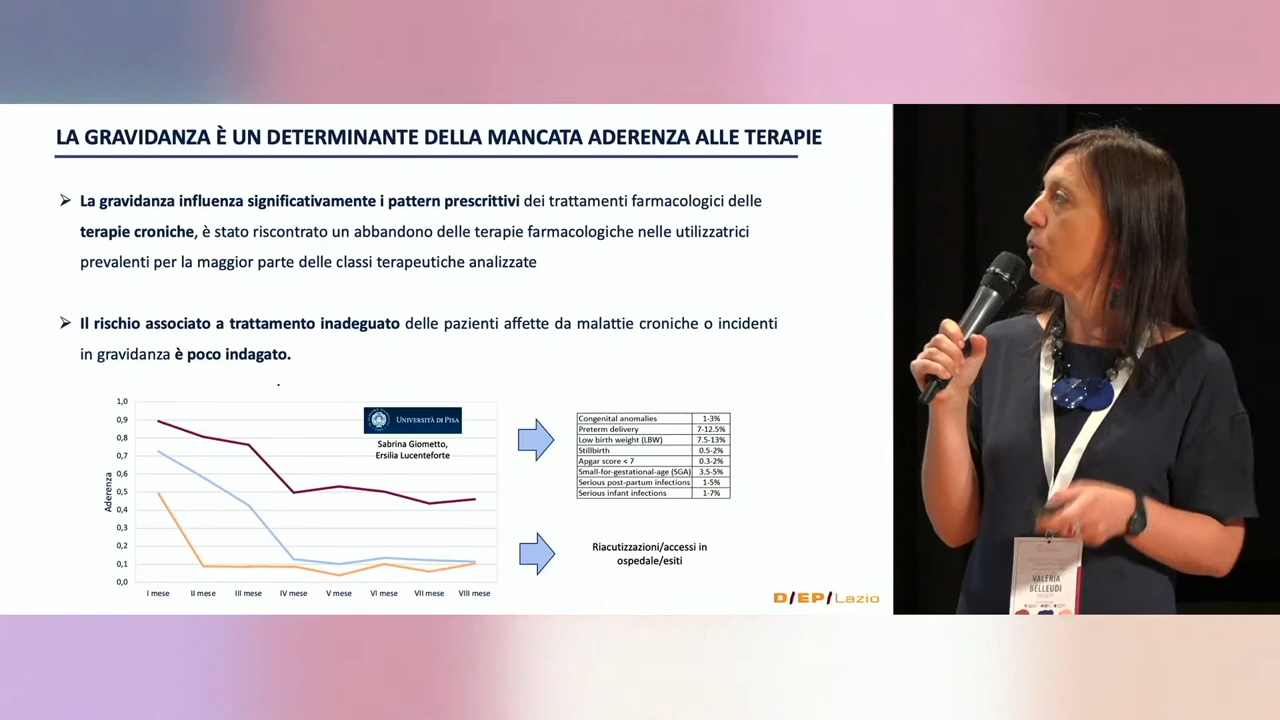 LA GRAVIDANZA È UN DETERMINANTE DELLA MANCATA ADERENZA ALLE TERAPIE
➢ La gravidanza influenza significativamente i pattern prescrittivi dei trattamenti farmacologici delle
terapie croniche, è stato riscontrato un abbandono delle terapie farmacologiche nelle utilizzatrici
prevalenti per la maggior parte delle classi terapeutiche analizzate
➢ Il rischio associato a trattamento inadeguato delle pazienti affette da malattie croniche o incidenti
in gravidanza è poco indagato.
Aderenza
1,0
0,9
0,8
0,7
0,6
0,5
0,4
0,3
0,2
0,1
0,0
I mese II mese III mese IV mese V mese VI mese VII mese VIII mese
UNIVERSITÀ DI PISA
Sabrina Giometto,
Ersilia Lucenteforte
Congenital anomalies 1-3%
Preterm delivery 7-12.5%
Low birth weight (LBW) 7.5-13%
Stillbirth 0.5-2%
Apgar score < 7 0.3-2%
Small-for-gestational-age (SGA) 3.5-5%
Serious post-partum infections 1-5%
Serious infant infections 1-7%
Riacutizzazioni/accessi in
ospedale/esiti
D/EP/Lazio
VALERIA
BELLEUDI